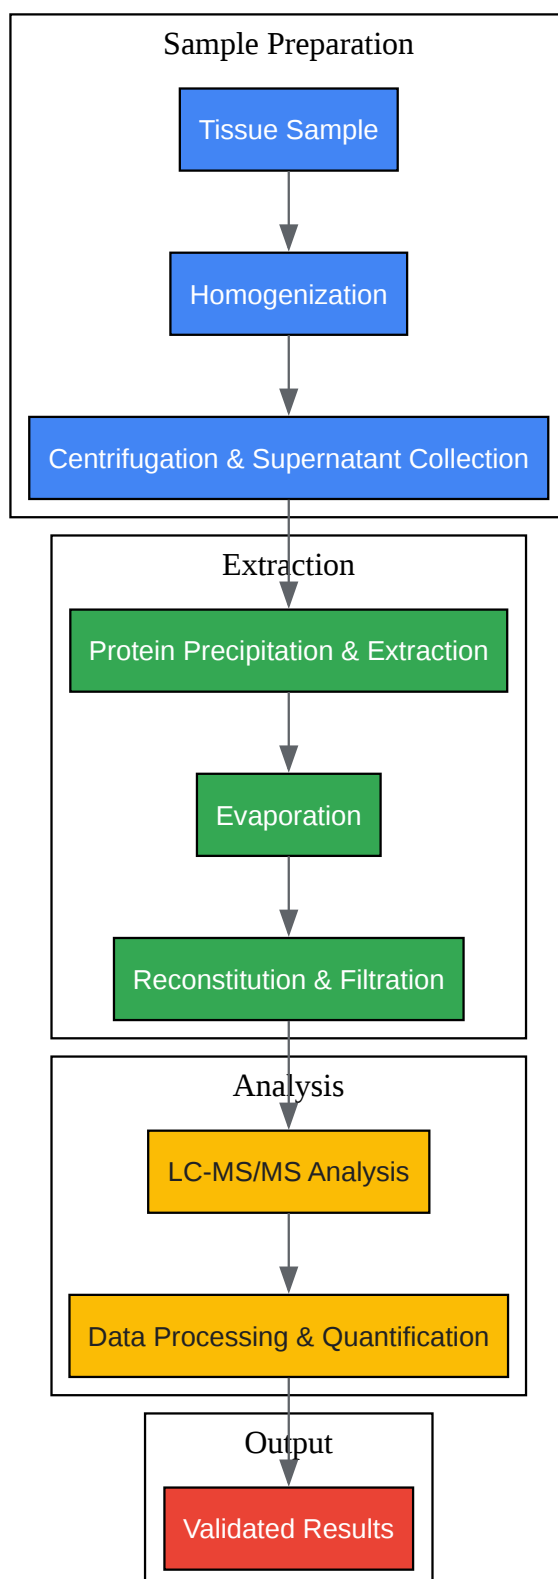 Sample Preparation
Tissue Sample
Homogenization
Centrifugation & Supernatant Collection
Extraction
Protein Precipitation & Extraction
Evaporation
Reconstitution & Filtration
Analysis
LC-MS/MS Analysis
Data Processing & Quantification
Output
Validated Results